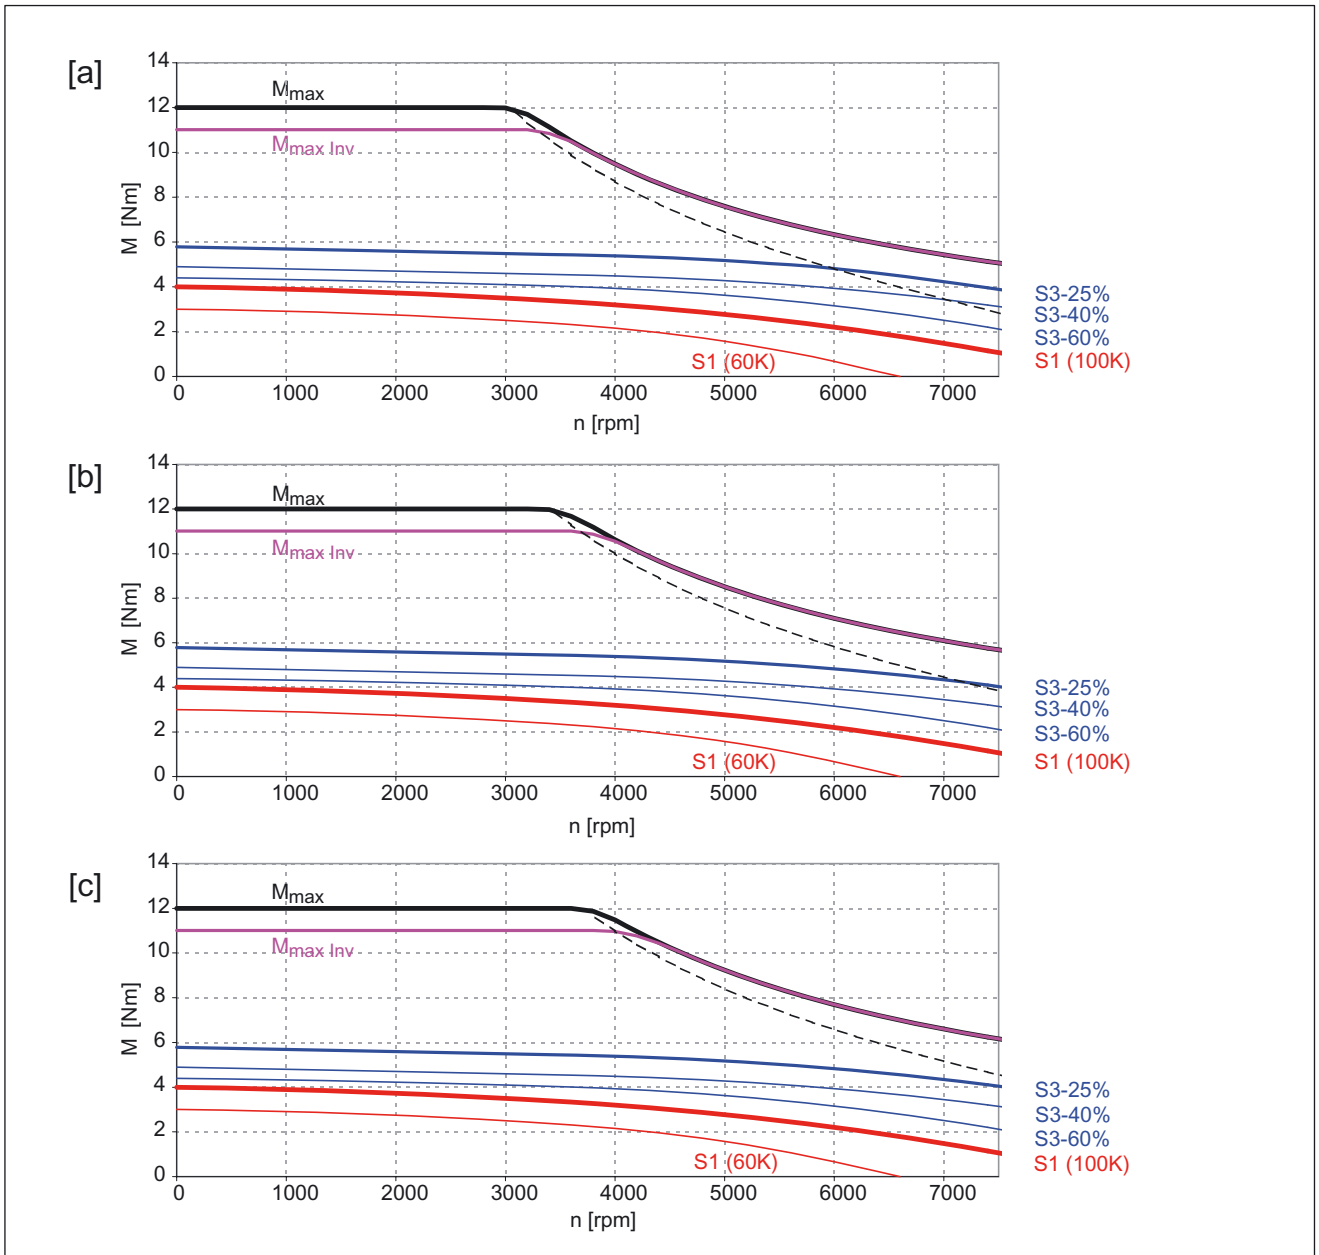 [a]
14
12
10
8
6
4
2
0
M [Nm]
Mmax
Mmax Inv
S3-25%
S3-40%
S3-60%
S1 (60K)
S1 (100K)
0 1000 2000 3000 4000 5000 6000 7000
n [rpm]
[b]
14
12
10
8
6
4
2
0
M [Nm]
Mmax
Mmax Inv
S3-25%
S3-40%
S3-60%
S1 (60K)
S1 (100K)
0 1000 2000 3000 4000 5000 6000 7000
n [rpm]
[c]
14
12
10
8
6
4
2
0
M [Nm]
Mmax
Mmax Inv
S3-25%
S3-40%
S3-60%
S1 (60K)
S1 (100K)
0 1000 2000 3000 4000 5000 6000 7000
n [rpm]